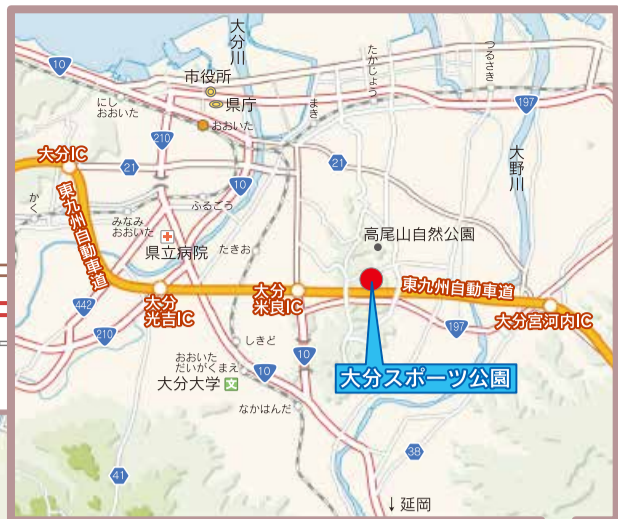 10
市役所
県庁
にし
おおいた
おおいた
大分川
まき
たかじょう
つるさき
197
大野川
大分IC
21
210
10
21
かく
東九州自動車道
ふるごう
みなみ
おおいた
県立病院
たきお
高尾山自然公園
東九州自動車道
大分
光吉IC
大分
米良IC
大分宮河内IC
442
210
197
しきど
10
おおいた
だいがくまえ
大分大学
文
10
大分スポーツ公園
なかはんだ
41
38
↓延岡